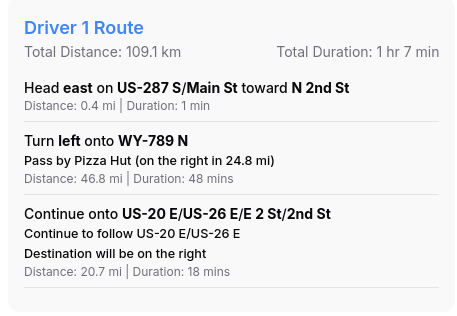 Driver 1 Route
Total Distance: 109.1 km Total Duration: 1 hr 7 min
Head east on US-287 S/Main St toward N 2nd St
Distance: 0.4 mi | Duration: 1 min
Turn left onto WY-789 N
Pass by Pizza Hut (on the right in 24.8 mi)
Distance: 46.8 mi | Duration: 48 mins
Continue onto US-20 E/US-26 E/E 2 St/2nd St
Continue to follow US-20 E/US-26 E
Destination will be on the right
Distance: 20.7 mi | Duration: 18 mins